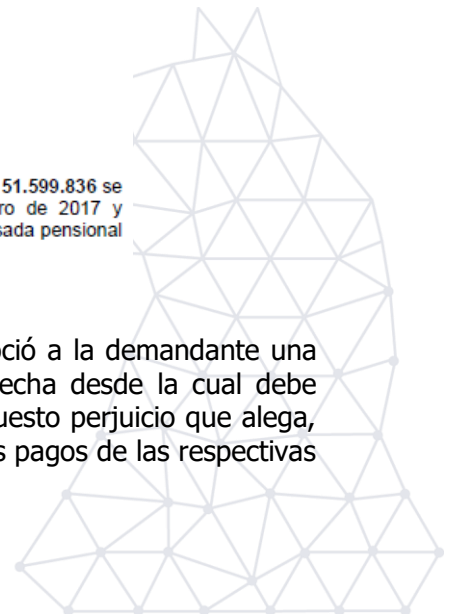 51.599.836 se
ro de 2017 y
sada pensional
oció a la demandante una
echa desde la cual debe
uesto perjuicio que alega,
s pagos de las respectivas